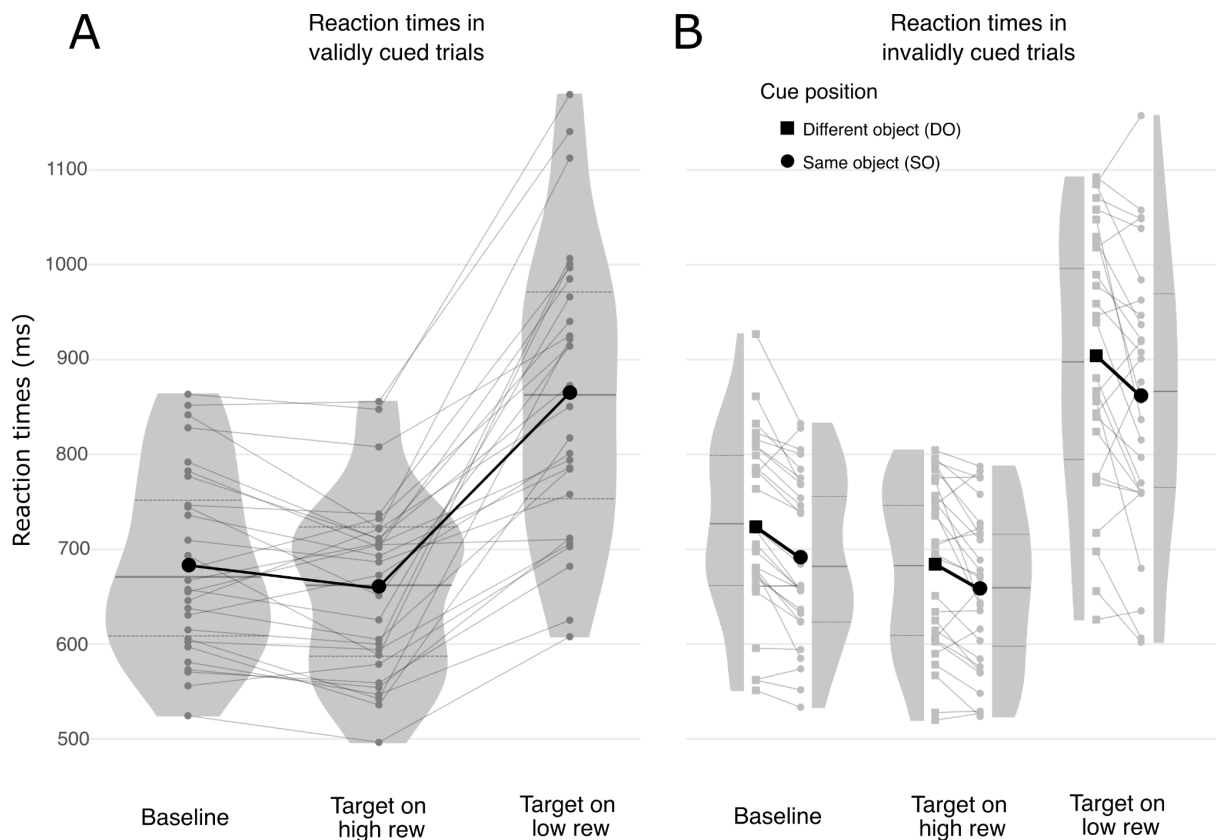 A
Reaction times in
validly cued trials
B
Reaction times in
invalidly cued trials
Cue position
Different object (DO)
Same object (SO)
Reaction times (ms)
1100
1000
900
800
700
600
500
Baseline
Target on
high rew
Target on
low rew
Baseline
Target on
high rew
Target on
low rew